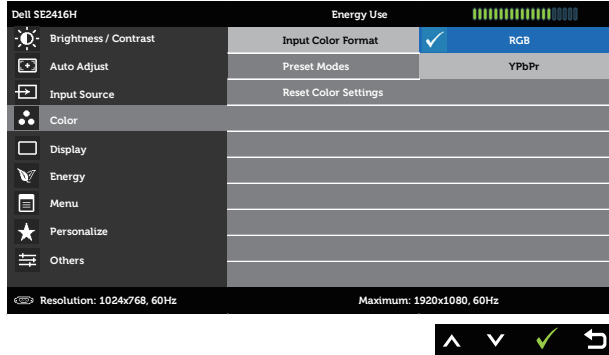 Dell SE2416H Energy Use
Brightness / Contrast Input Color Format RGB
Auto Adjust Preset Modes YPbPr
Input Source Reset Color Settings
Color
Display
Energy
Menu
Personalize
Others
Resolution: 1024x768, 60Hz Maximum: 1920x1080, 60Hz